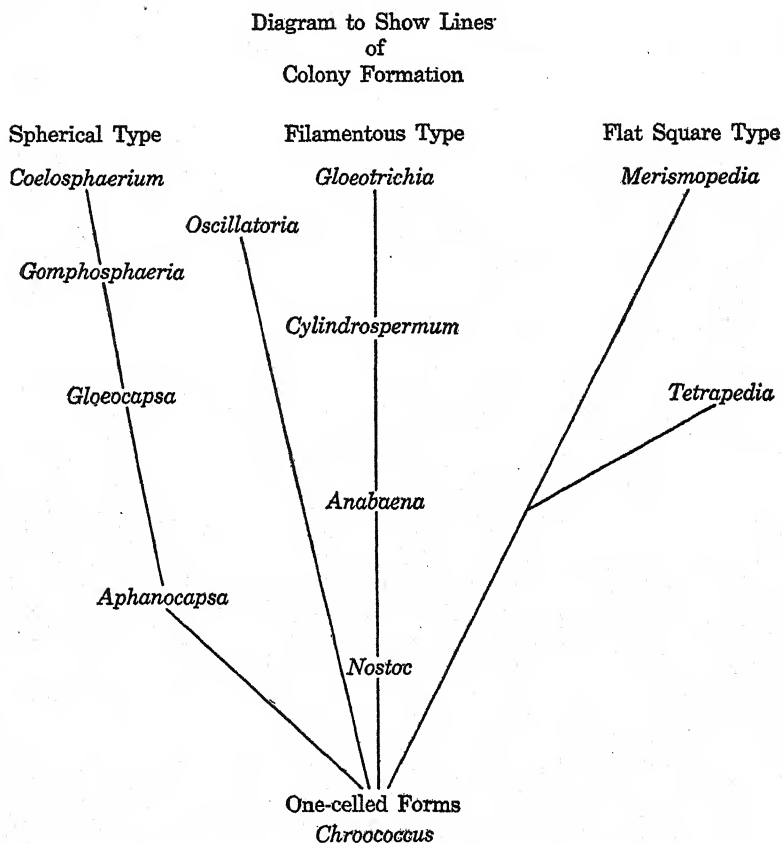 Diagram to Show Lines
of
Colony Formation
Spherical Type
Filamentous Type
Flat Square Type
Coelosphaerium
Gloeotrichia
Merismopedia
Oscillatoria
Gomphosphaeria
Cylindrospermum
Gloeocapsa
Tetrapedia
Anabaena
Aphanocapsa
Nostoc
One-celled Forms
Chroococcus